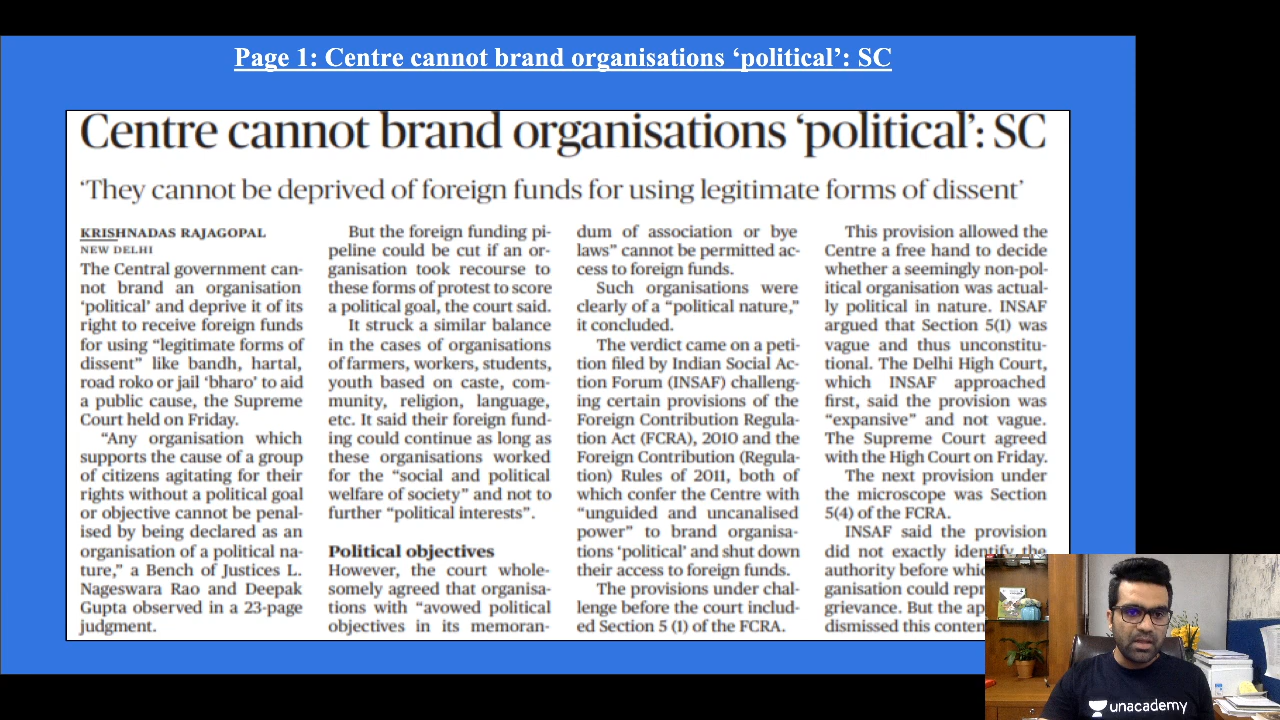 Page 1: Centre cannot brand organisations ‘political’: SC
Centre cannot brand organisations ‘political’: SC
‘They cannot be deprived of foreign funds for using legitimate forms of dissent’
KRISHNADAS RAJAGOPAL
NEW DELHI
The Central government can-
not brand an organisation
‘political’ and deprive it of its
right to receive foreign funds
for using “legitimate forms of
dissent” like bandh, hartal,
road roko or jail ‘bharo’ to aid
a public cause, the Supreme
Court held on Friday.
“Any organisation which
supports the cause of a group
of citizens agitating for their
rights without a political goal
or objective cannot be penal-
ised by being declared as an
organisation of a political na-
ture,” a Bench of Justices L.
Nageswara Rao and Deepak
Gupta observed in a 23-page
judgment.
But the foreign funding pi-
peline could be cut if an or-
ganisation took recourse to
these forms of protest to score
a political goal, the court said.
It struck a similar balance
in the cases of organisations
of farmers, workers, students,
youth based on caste, com-
munity, religion, language,
etc. It said their foreign fund-
ing could continue as long as
these organisations worked
for the “social and political
welfare of society” and not to
further “political interests”.
Political objectives
However, the court whole-
somely agreed that organisa-
tions with “avowed political
objectives in its memoran-
dum of association or bye
laws” cannot be permitted ac-
cess to foreign funds.
Such organisations were
clearly of a “political nature,”
it concluded.
The verdict came on a peti-
tion filed by Indian Social Ac-
tion Forum (INSAF) challeng-
ing certain provisions of the
Foreign Contribution Regula-
tion Act (FCRA), 2010 and the
Foreign Contribution (Regula-
tion) Rules of 2011, both of
which confer the Centre with
“unguided and uncanalised
power” to brand organisa-
tions ‘political’ and shut down
their access to foreign funds.
The provisions under chal-
lenge before the court includ-
ed Section 5 (1) of the FCRA.
This provision allowed the
Centre a free hand to decide
whether a seemingly non-pol-
itical organisation was actual-
ly political in nature. INSAF
argued that Section 5(1) was
vague and thus unconstitu-
tional. The Delhi High Court,
which INSAF approached
first, said the provision was
“expansive” and not vague.
The Supreme Court agreed
with the High Court on Friday.
The next provision under
the microscope was Section
5(4) of the FCRA.
INSAF said the provision
did not exactly identify the
authority before
ganisation could
grievance. But the
dismissed this
unacademy